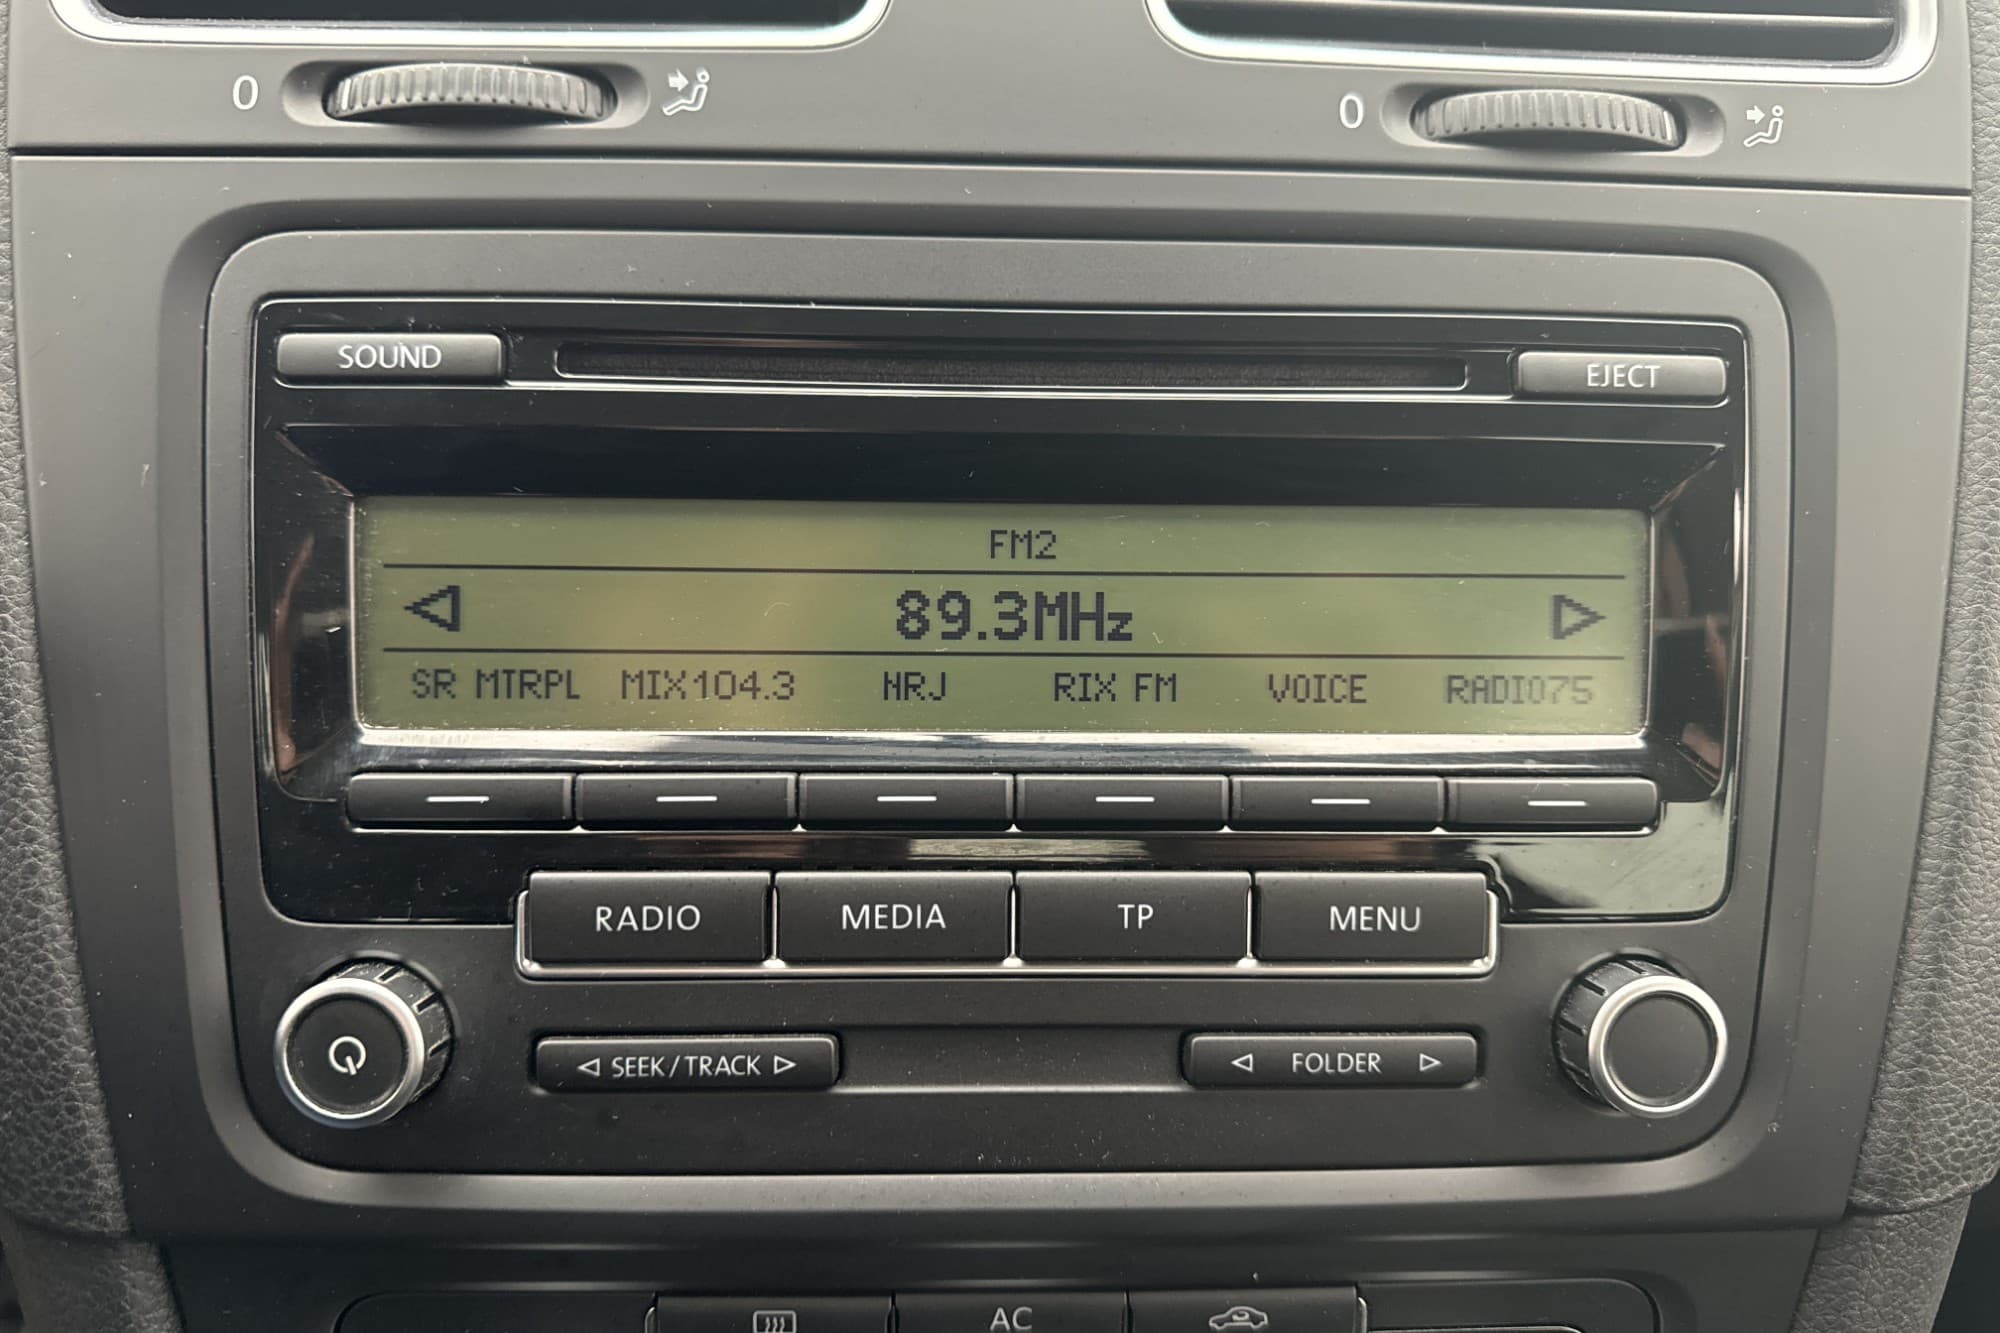 0 0
SOUND EJECT
FM2
89.3MHz
SR MTRPL MIX104.3 NRJ RIX FM VOICE RADIO75
RADIO MEDIA TP MENU
SEEK/TRACK FOLDER
AC